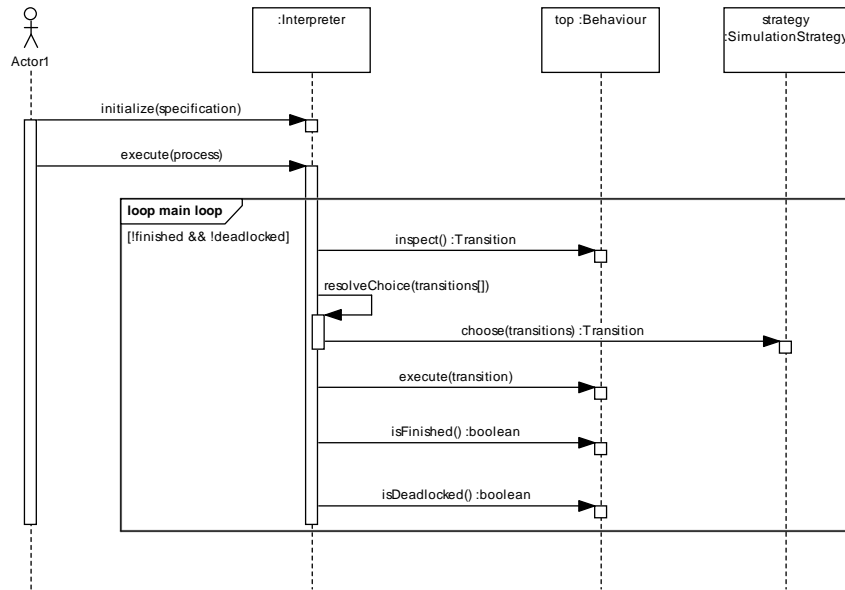 :Interpreter
top :Behaviour
strategy
:SimulationStrategy
Actor1
initialize(specification)
execute(process)
loop main loop
[!finished && !deadlocked]
inspect() :Transition
resolveChoice(transitions[])
choose(transitions) :Transition
execute(transition)
isFinished() :boolean
isDeadlocked() :boolean